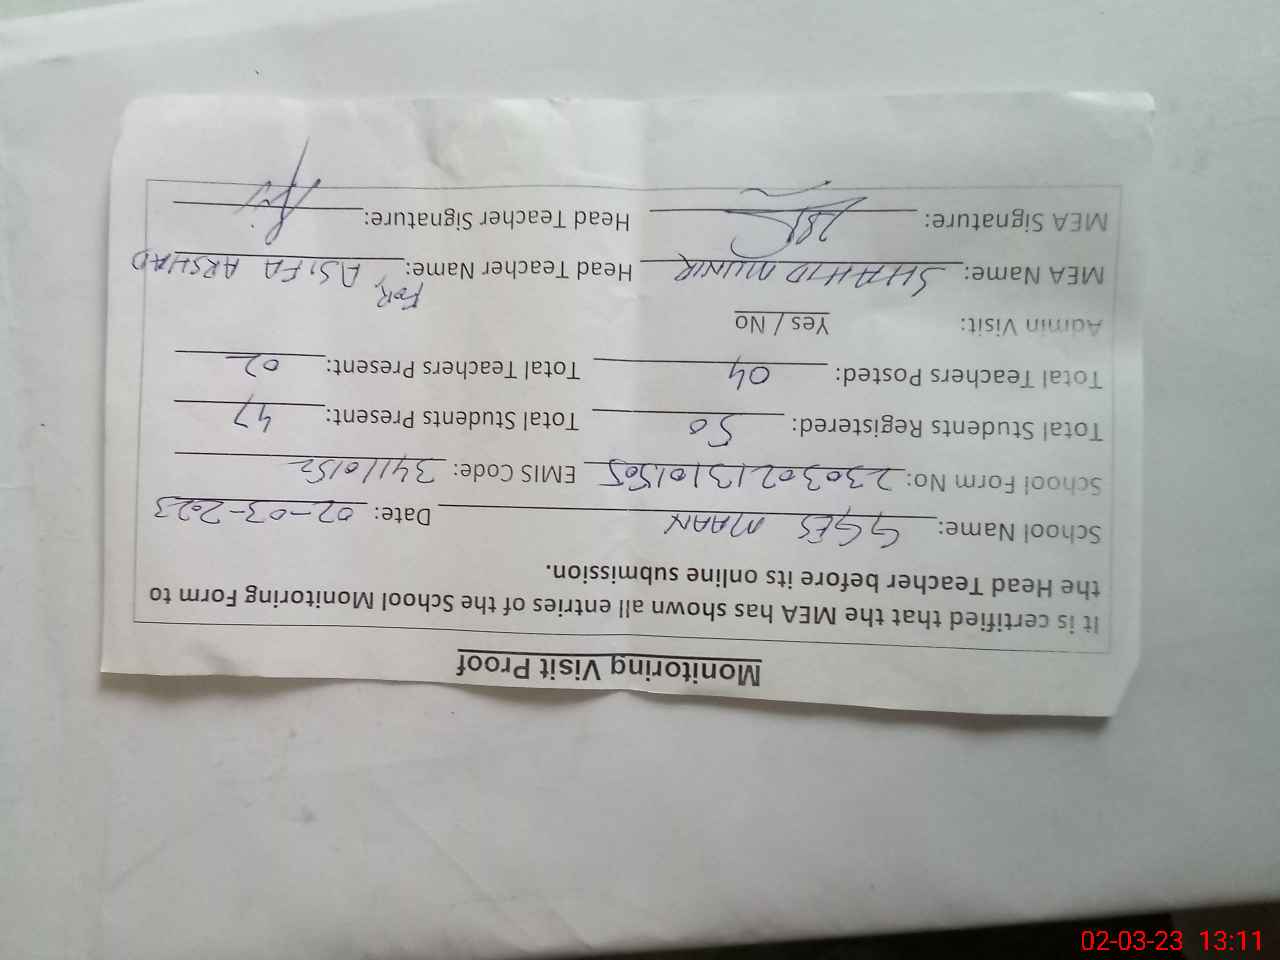 Monitoring Visit Proof
It is certified that the MEA has shown all entries of the School Monitoring Form to
the Head Teacher before its online submission.
School Name: GGES MAAN Date: 02-03-2023
School Form No: 23030213101505 EMIS Code: 34110152
Total Students Registered: 50 Total Students Present: 47
Total Teachers Posted: 04 Total Teachers Present: 02
Admin Visit: Yes / No
MEA Name: SHAHID MUNIR Head Teacher Name: FOR, ASIFA ARSHAD
MEA Signature: Head Teacher Signature:
02-03-23 13:11